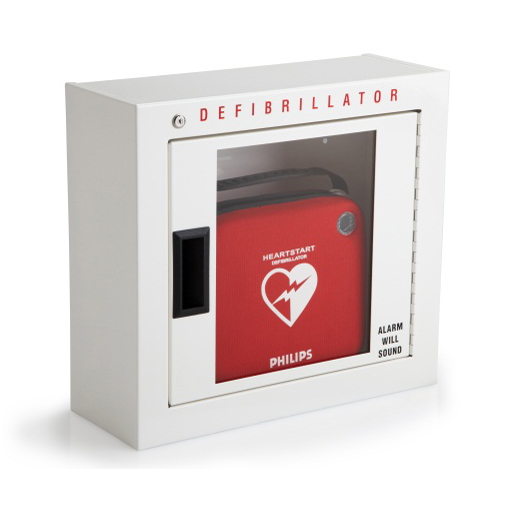 DEFIBRILLATOR
HEARTSTART
DEFIBRILLATOR
PHILIPS
ALARM
WILL
SOUND